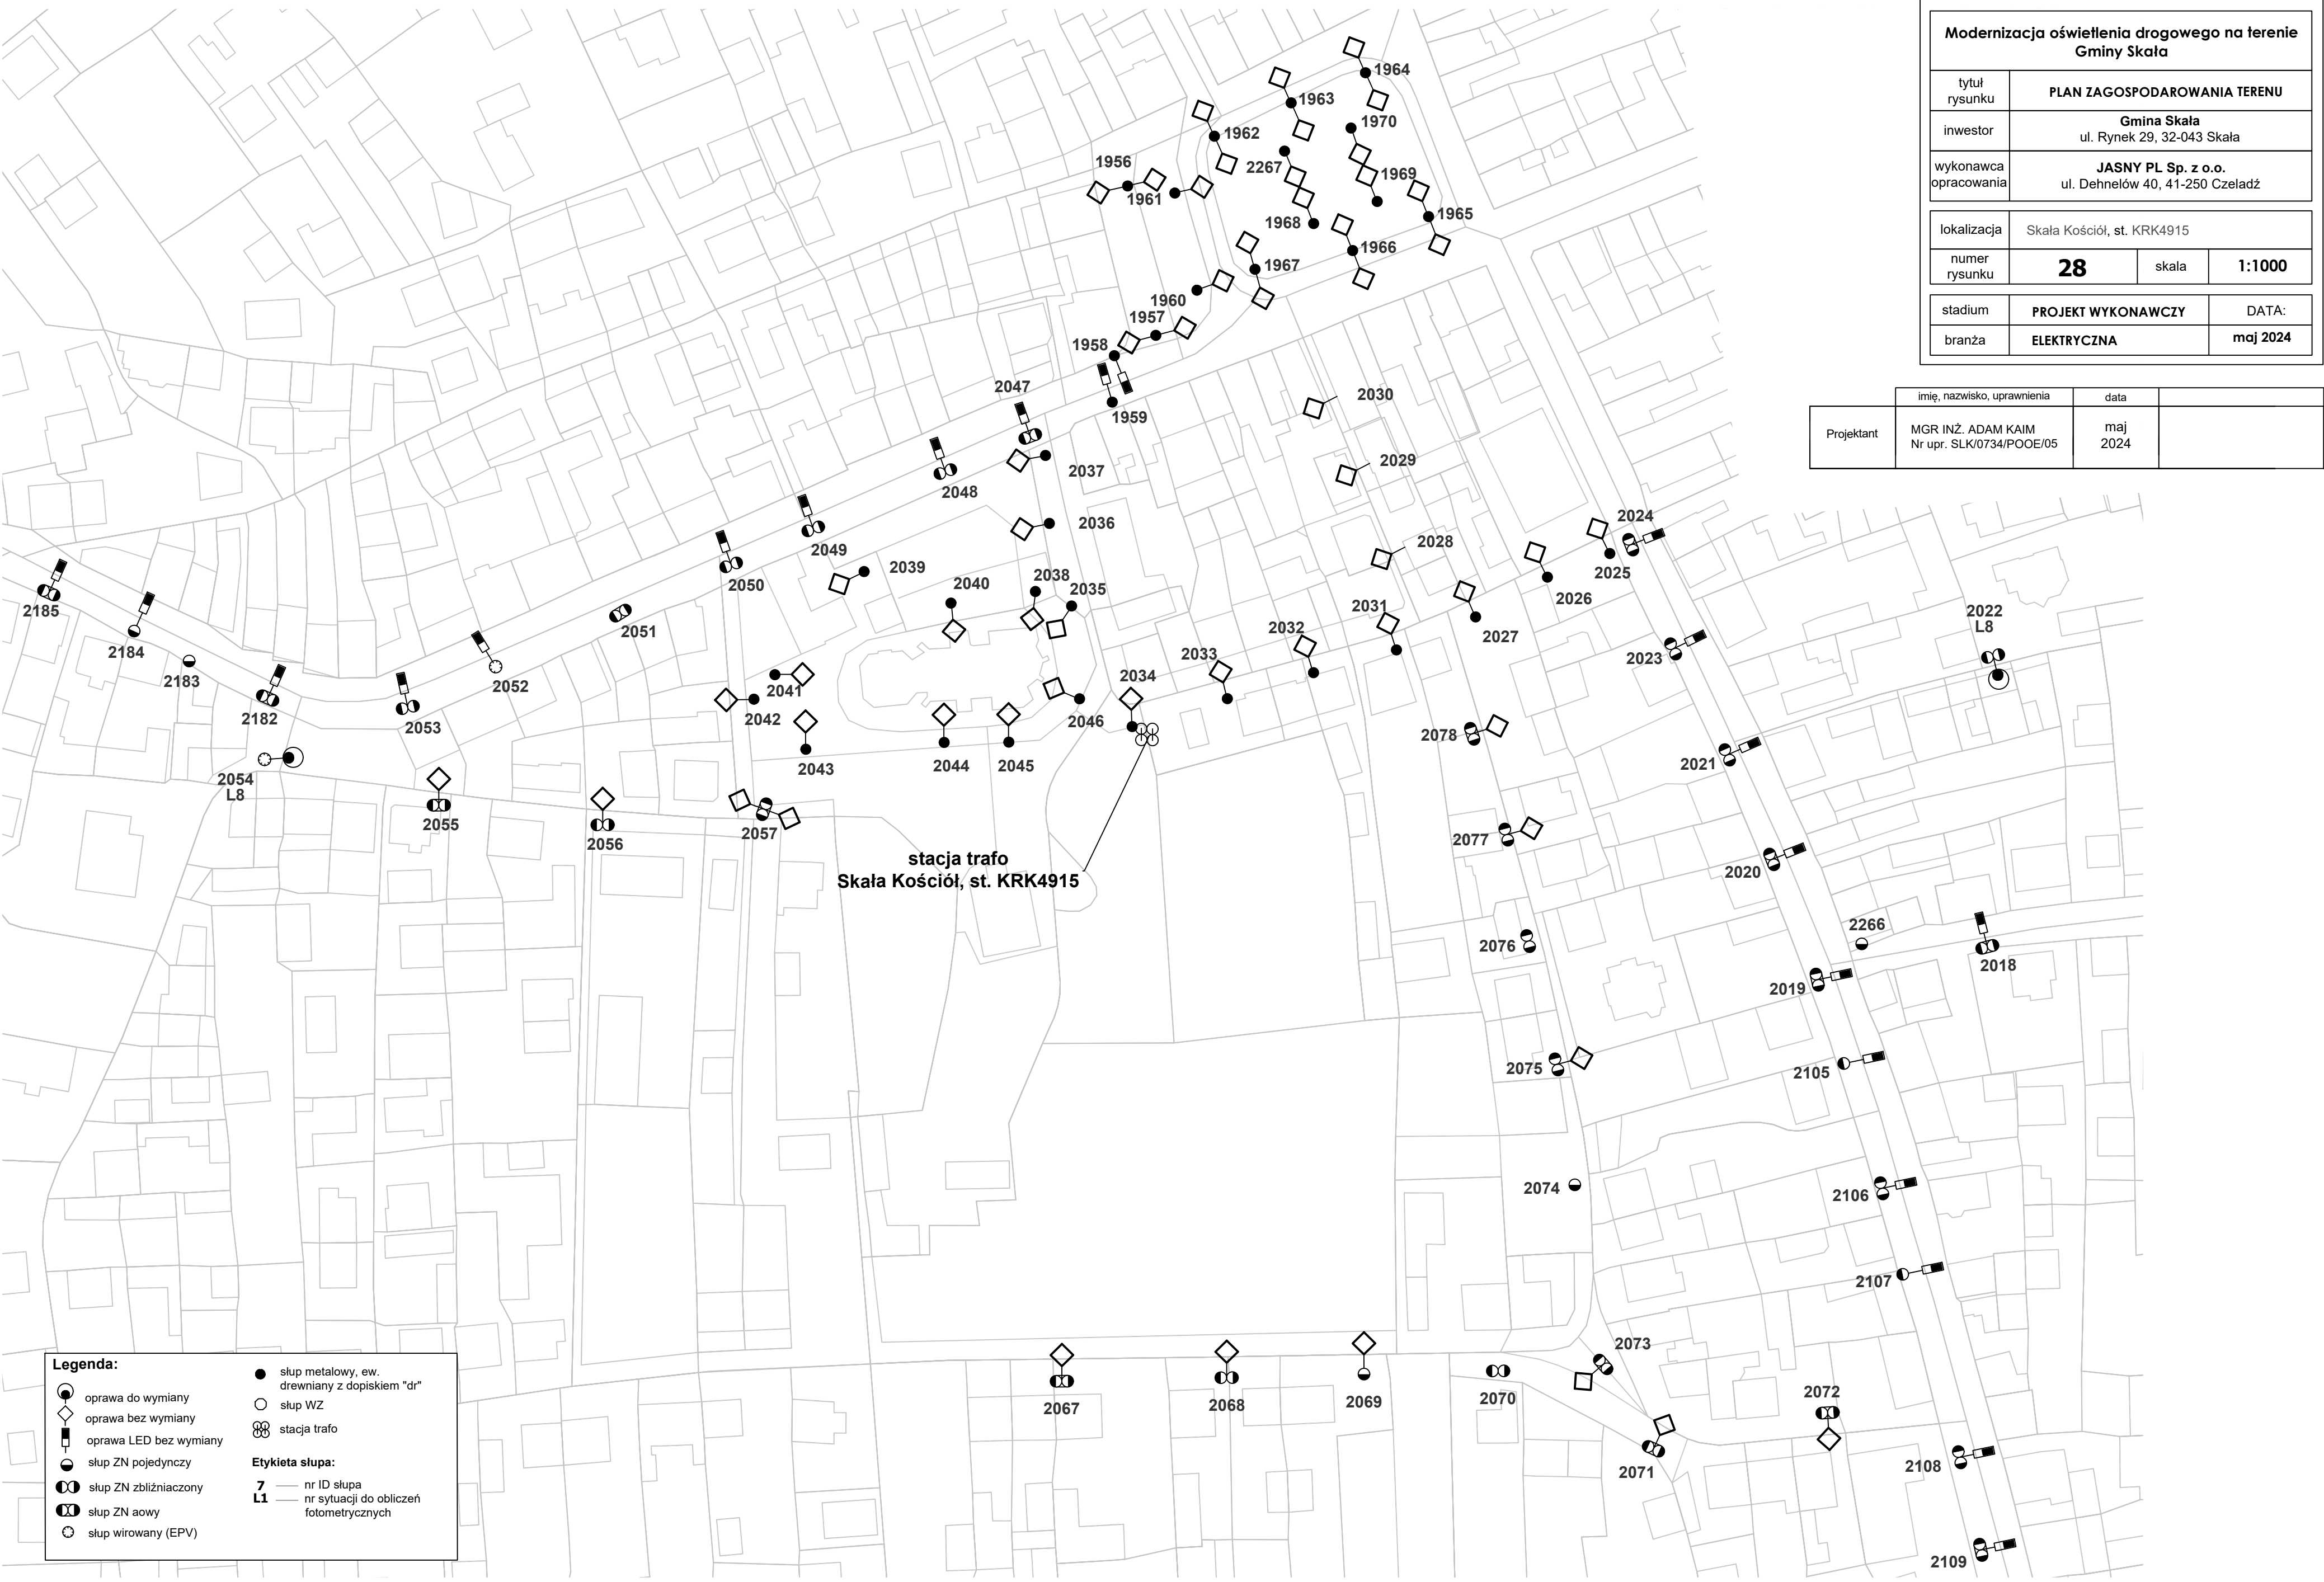 Modernizacja oświetlenia drogowego na terenie
Gminy Skała
tytuł
rysunku
PLAN ZAGOSPODAROWANIA TERENU
inwestor
Gmina Skała
ul. Rynek 29, 32-043 Skała
wykonawca
opracowania
JASNY PL Sp. z o.o.
ul. Dehnelów 40, 41-250 Czeladź
lokalizacja
Skała Kościół, st. KRK4915
numer
rysunku
28
skala
1:1000
stadium
PROJEKT WYKONAWCZY
DATA:
branża
ELEKTRYCZNA
maj 2024
imię, nazwisko, uprawnienia
data
Projektant
MGR INŻ. ADAM KAIM
Nr upr. SLK/0734/POOE/05
maj
2024
1964
1963
1970
1962
2267
1956
1969
1961
1968
1965
1966
1967
1960
1957
1958
2047
1959
2030
2037
2029
2048
2036
2024
2049
2028
2025
2050
2039
2040
2038
2035
2026
2031
2185
2051
2027
2022
L8
2032
2184
2183
2052
2033
2023
2034
2041
2182
2053
2042
2046
2078
2043
2044
2045
2021
2054
L8
2055
2056
2057
2077
stacja trafo
Skała Kościół, st. KRK4915
2020
2266
2076
2018
2019
2075
2105
2074
2106
2107
2073
2067
2068
2069
2070
2072
2071
2108
2109
Legenda:
oprawa do wymiany
oprawa bez wymiany
oprawa LED bez wymiany
słup ZN pojedynczy
słup ZN zbliźniaczony
słup ZN aowy
słup wirowany (EPV)
słup metalowy, ew.
drewniany z dopiskiem "dr"
słup WZ
stacja trafo
Etykieta słupa:
7
nr ID słupa
L1
nr sytuacji do obliczeń
fotometrycznych